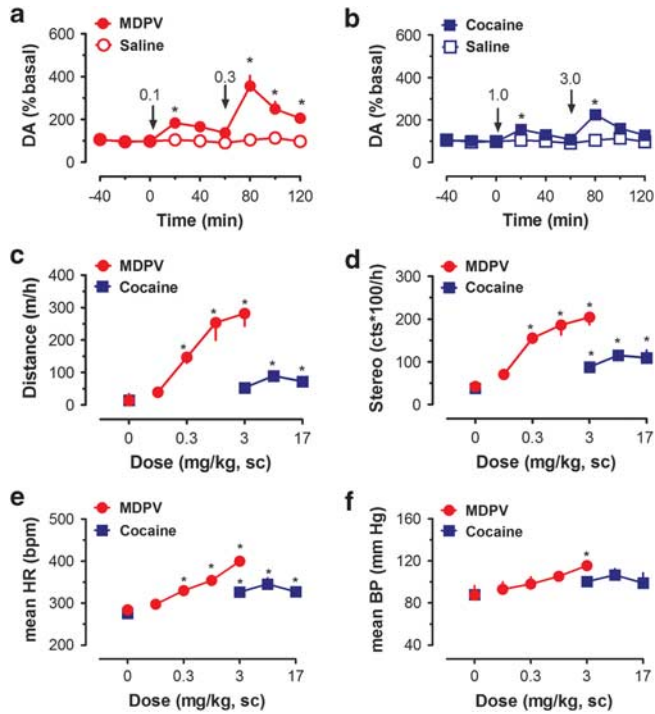 a
MDPV
Saline
DA (% basal)
600
400
200
0
0.1
0.3
*
*
*
*
-40
0
40
80
120
Time (min)
b
Cocaine
Saline
DA (% basal)
600
400
200
0
1.0
3.0
*
*
-40
0
40
80
120
Time (min)
c
MDPV
Cocaine
Distance (m/h)
400
300
200
100
0
*
*
*
*
*
0
0.3
3
17
Dose (mg/kg, sc)
d
MDPV
Cocaine
Stereo (cts*100/h)
300
200
100
0
*
*
*
*
*
*
0
0.3
3
17
Dose (mg/kg, sc)
e
MDPV
Cocaine
mean HR (bpm)
500
400
300
200
*
*
*
*
*
*
0
0.3
3
17
Dose (mg/kg, sc)
f
MDPV
Cocaine
mean BP (mm Hg)
160
120
80
40
*
0
0.3
3
17
Dose (mg/kg, sc)